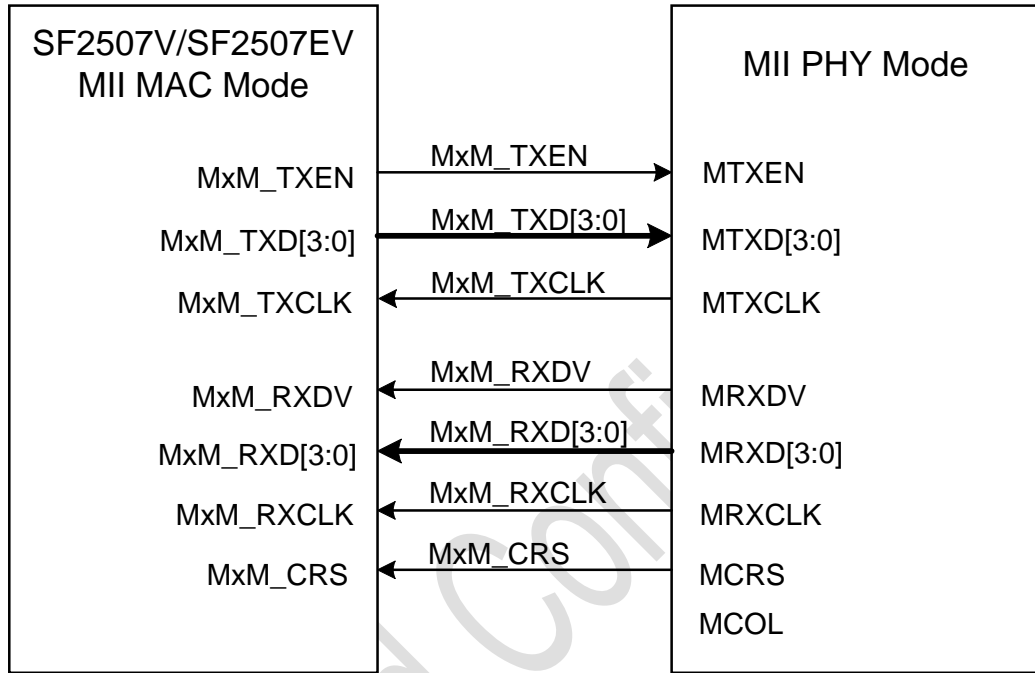 SF2507V/SF2507EV
MII MAC Mode
MII PHY Mode
MxM_TXEN MxM_TXEN MTXEN
MxM_TXD[3:0] MxM_TXD[3:0] MTXD[3:0]
MxM_TXCLK MxM_TXCLK MTXCLK
MxM_RXDV MxM_RXDV MRXDV
MxM_RXD[3:0] MxM_RXD[3:0] MRXD[3:0]
MxM_RXCLK MxM_RXCLK MRXCLK
MxM_CRS MxM_CRS MCRS
MCOL
d Confi